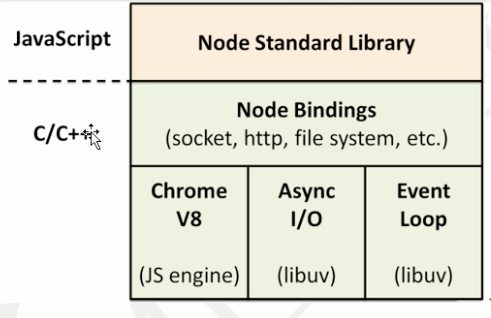 JavaScript
Node Standard Library
C/C++
Node Bindings
(socket, http, file system, etc.)
Chrome
V8
(JS engine)
Async
I/O
(libuv)
Event
Loop
(libuv)